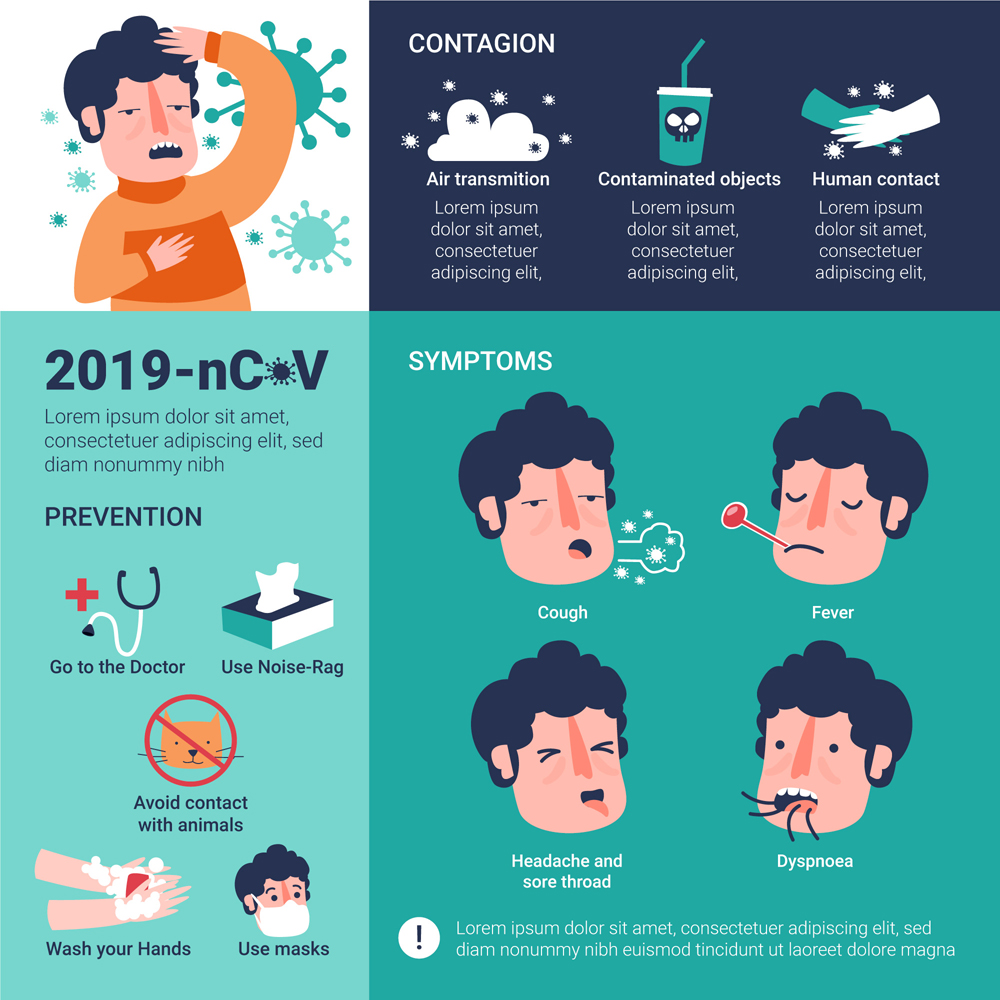 CONTAGION
Air transmition
Lorem ipsum
dolor sit amet,
consectetuer
adipiscing elit,
Contaminated objects
Lorem ipsum
dolor sit amet,
consectetuer
adipiscing elit,
Human contact
Lorem ipsum
dolor sit amet,
consectetuer
adipiscing elit,
2019-nCoV
Lorem ipsum dolor sit amet,
consectetuer adipiscing elit, sed
diam nonummy nibh
PREVENTION
Go to the Doctor
Use Noise-Rag
Avoid contact
with animals
Wash your Hands
Use masks
SYMPTOMS
Cough
Fever
Headache and
sore throad
Dyspnoea
!
Lorem ipsum dolor sit amet, consectetuer adipiscing elit, sed
diam nonummy nibh euismod tincidunt ut laoreet dolore magna